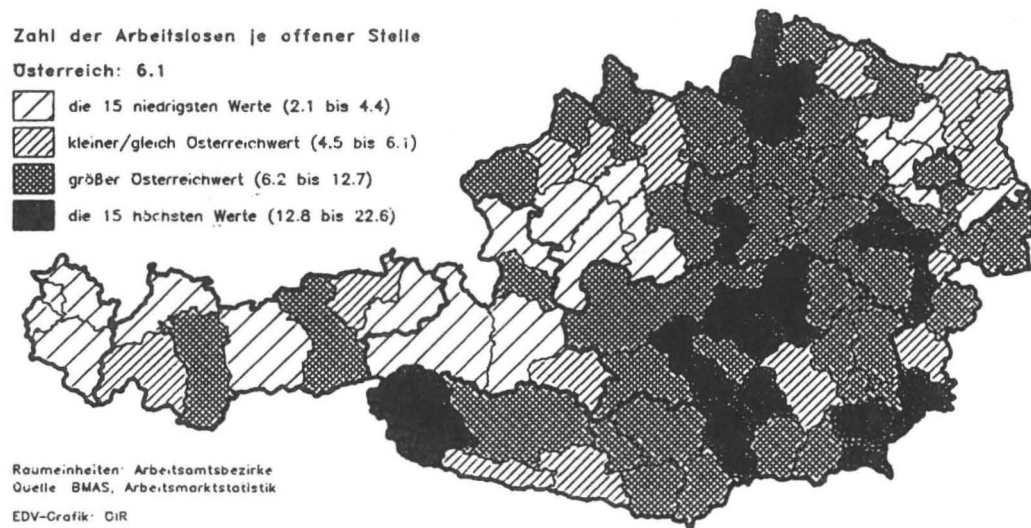 Zahl der Arbeitslosen je offener Stelle
Österreich: 6.1
die 15 niedrigsten Werte (2.1 bis 4.4)
kleiner/gleich Österreichwert (4.5 bis 6.1)
größer Österreichwert (6.2 bis 12.7)
die 15 höchsten Werte (12.8 bis 22.6)
Raumeinheiten: Arbeitsamtsbezirke
Quelle BMAS, Arbeitsmarktstatistik
EDV-Grafik: ÖIR